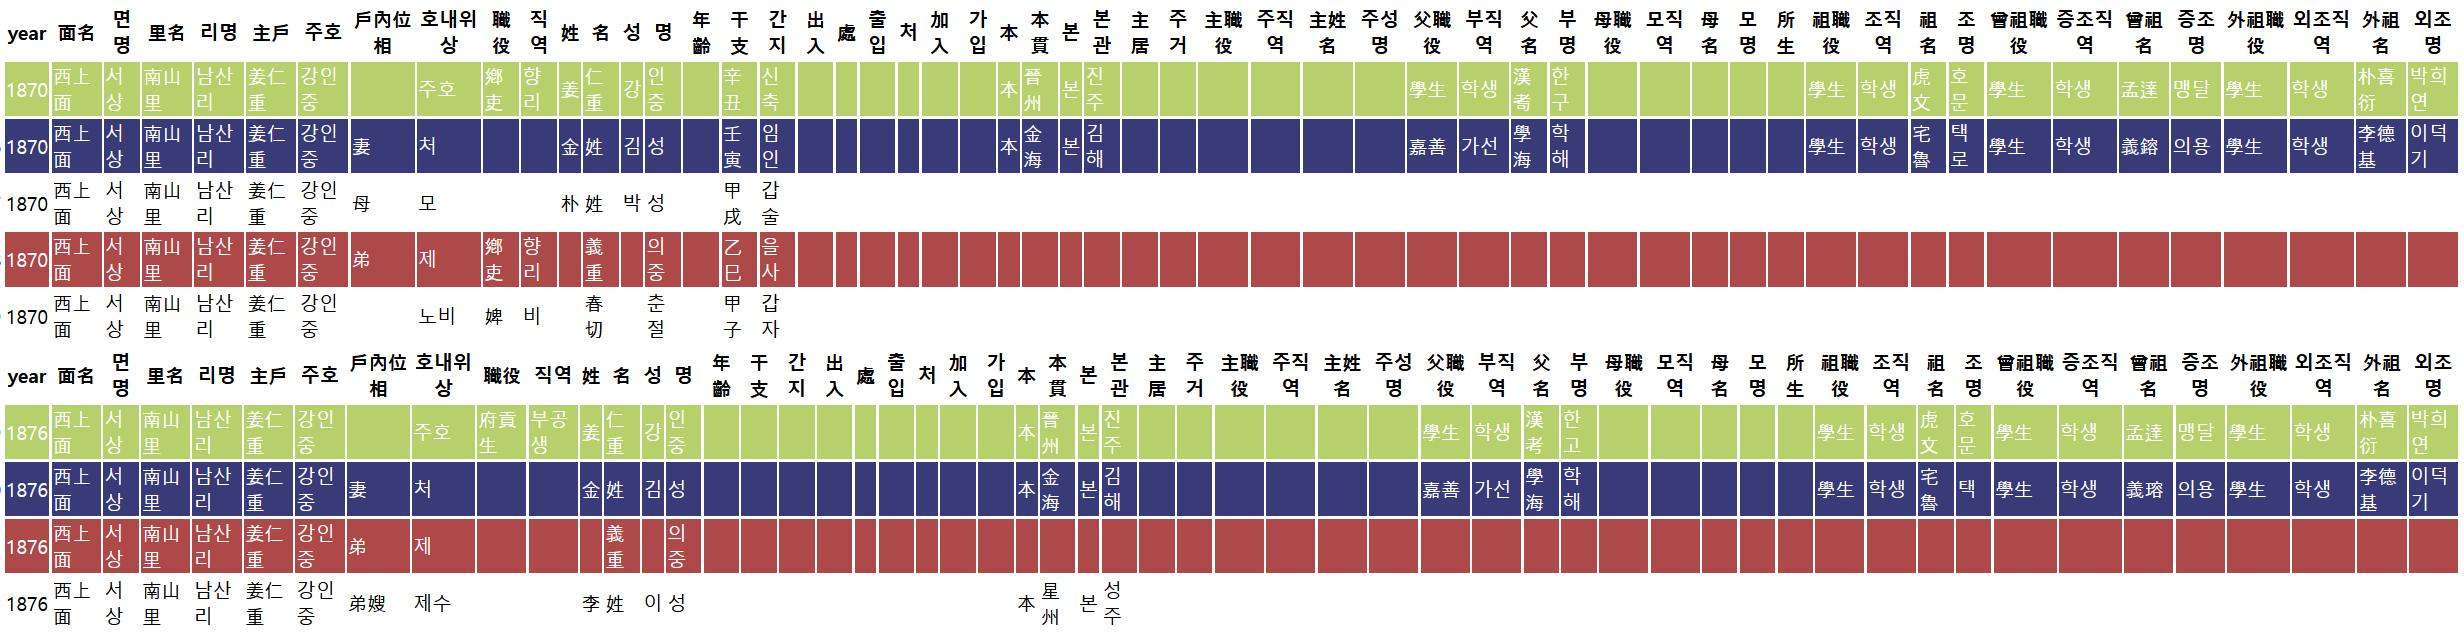 year 面名 면명 里名 리명 主戶 주호 戶內位相 호내위상 職役 직역 姓 名 성 명 年齡 干支 간지 出入 處 출입 처 加入 가입 本 本貫 본 본관 主居 주거 主職役 주직역 主姓名 주성명 父職役 부직역 父名 부명 母職役 모직역 母名 모명 所生 祖職役 조직역 祖名 조명 曾祖職役 증조직역 曾祖名 증조명 外祖職役 외조직역 外祖名 외조명
1870 西上面 서상 南山里 남산리 姜仁重 강인중 주호 鄕吏 향리 姜 仁重 강 인중 辛丑 신축 本 晉州 본 진주 學生 학생 漢耉 한구 學生 학생 虎文 호문 學生 학생 孟達 맹달 學生 학생 朴喜衍 박희연
1870 西上面 서상 南山里 남산리 姜仁重 강인중 妻 처 金 姓 김 성 壬寅 임인 本 金海 본 김해 嘉善 가선 學海 학해 學生 학생 宅魯 택로 學生 학생 義鎔 의용 學生 학생 李德基 이덕기
1870 西上面 서상 南山里 남산리 姜仁重 강인중 母 모 朴 姓 박 성 甲戌 갑술
1870 西上面 서상 南山里 남산리 姜仁重 강인중 弟 제 鄕吏 향리 義重 의중 乙巳 을사
1870 西上面 서상 南山里 남산리 姜仁重 강인중 노비 婢 비 春切 춘절 甲子 갑자
year 面名 면명 里名 리명 主戶 주호 戶內位相 호내위상 職役 직역 姓 名 성 명 年齡 干支 간지 出入 處 출입 처 加入 가입 本 本貫 본 본관 主居 주거 主職役 주직역 主姓名 주성명 父職役 부직역 父名 부명 母職役 모직역 母名 모명 所生 祖職役 조직역 祖名 조명 曾祖職役 증조직역 曾祖名 증조명 外祖職役 외조직역 外祖名 외조명
1876 西上面 서상 南山里 남산리 姜仁重 강인중 주호 府貢生 부공생 姜 仁重 강 인중 本 晉州 본 진주 學生 학생 漢考 한고 學生 학생 虎文 호문 學生 학생 孟達 맹달 學生 학생 朴喜衍 박희연
1876 西上面 서상 南山里 남산리 姜仁重 강인중 妻 처 金 姓 김 성 本 金海 본 김해 嘉善 가선 學海 학해 學生 학생 宅魯 택 學生 학생 義瑢 의용 學生 학생 李德基 이덕기
1876 西上面 서상 南山里 남산리 姜仁重 강인중 弟 제 義重 의중
1876 西上面 서상 南山里 남산리 姜仁重 강인중 弟嫂 제수 李 姓 이 성 本 星州 본 성주